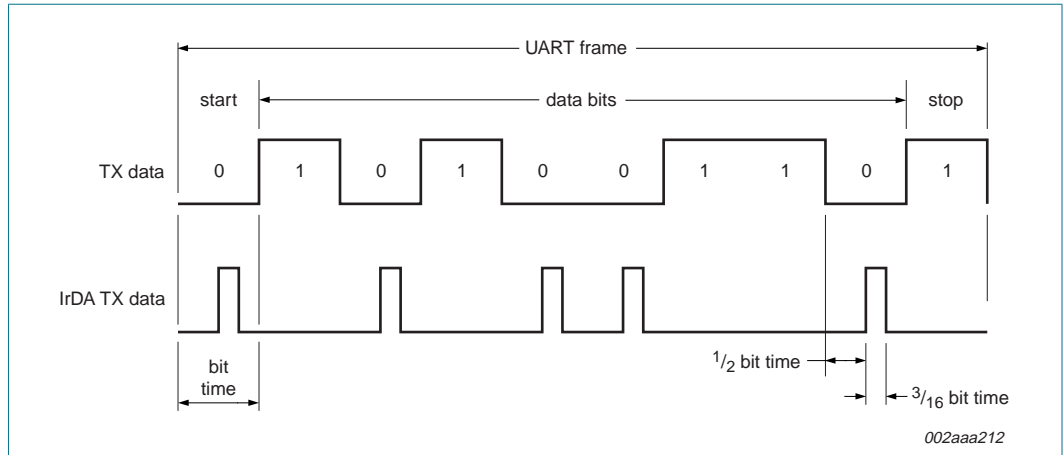 UART frame
start data bits stop
TX data 0 1 0 1 0 0 1 1 0 1
IrDA TX data
bit
time
1/2 bit time
3/16 bit time
002aaa212